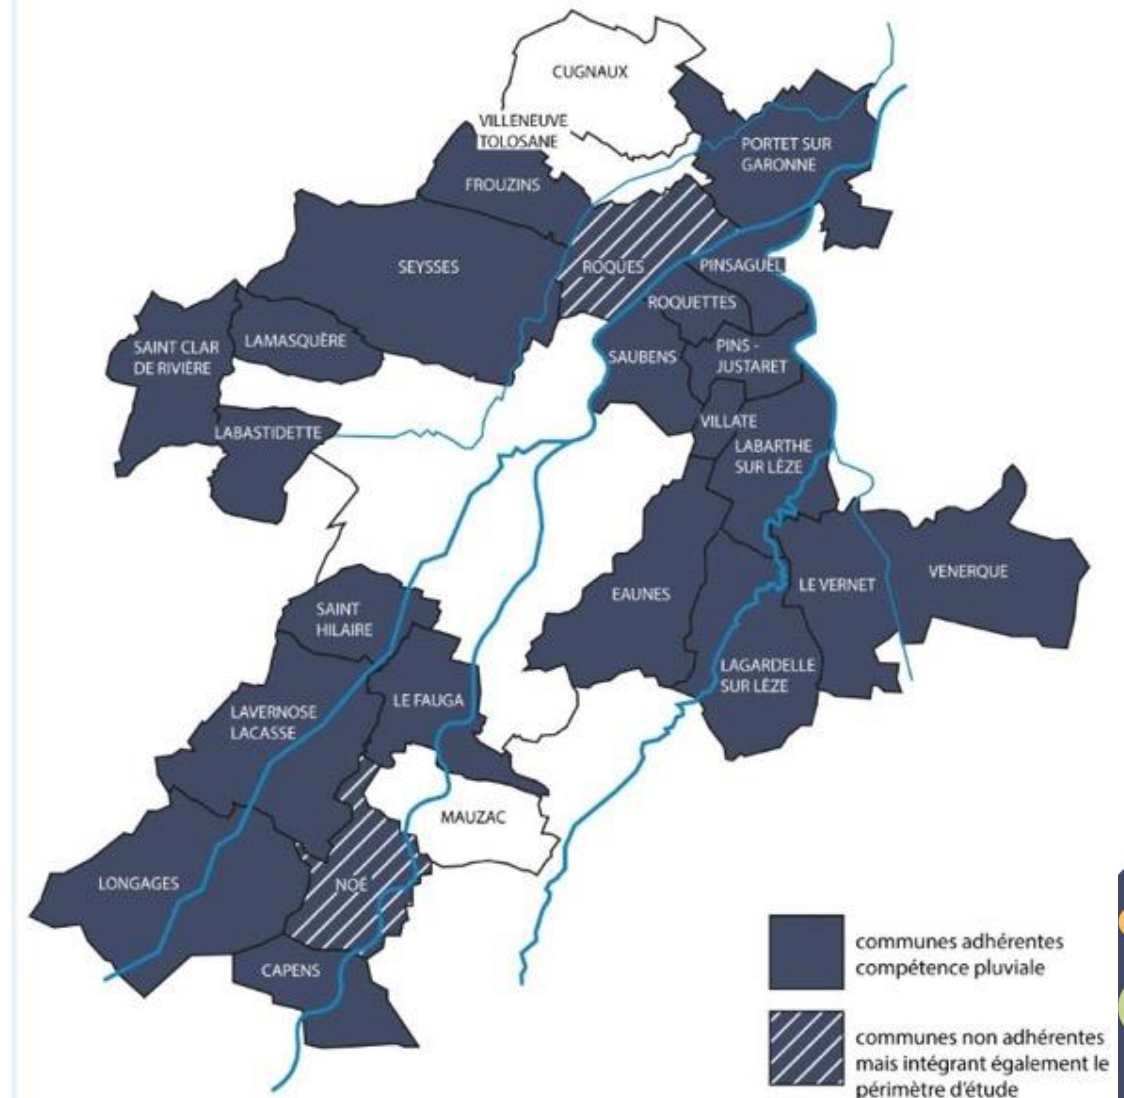 CUGNAUX
VILLENEUVE
TOLOSANE
PORTET SUR
GARONNE
FROUZINS
SEYSSES
ROQUES
PINSAGUEL
ROQUETTES
SAINT CLAR
DE RIVIÈRE
LAMASQUÈRE
SAUBENS
PINS -
JUSTARET
VILLATE
LABASTIDETTE
LABARTHE
SUR LÈZE
EAUNES
LE VERNET
VENERQUE
SAINT
HILAIRE
LAGARDELLE
SUR LÈZE
LE FAUGA
LAVERNOSE
LACASSE
MAUZAC
LONGAGES
NOÉ
CAPENS
communes adhérentes
compétence pluviale
communes non adhérentes
mais intégrant également le
périmètre d'étude